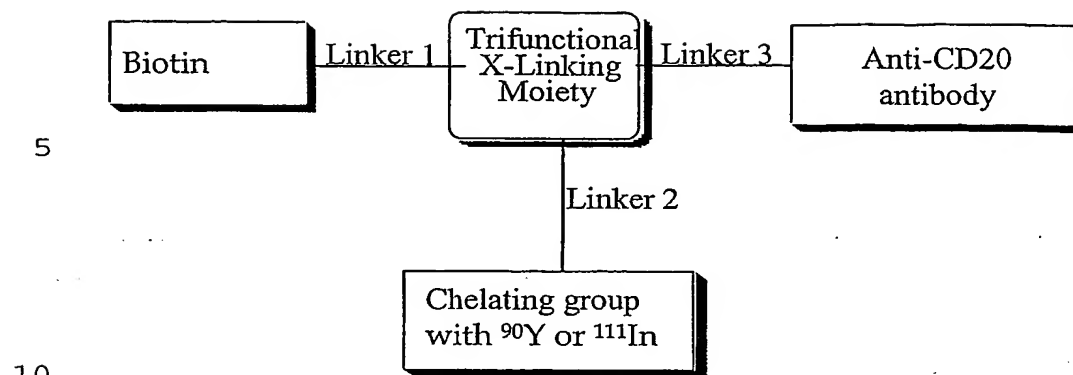 Biotin
Linker 1
Trifunctional
X-Linking
Moiety
Linker 3
Anti-CD20
antibody
5
Linker 2
Chelating group
with ⁹⁰Y or ¹¹¹In
10